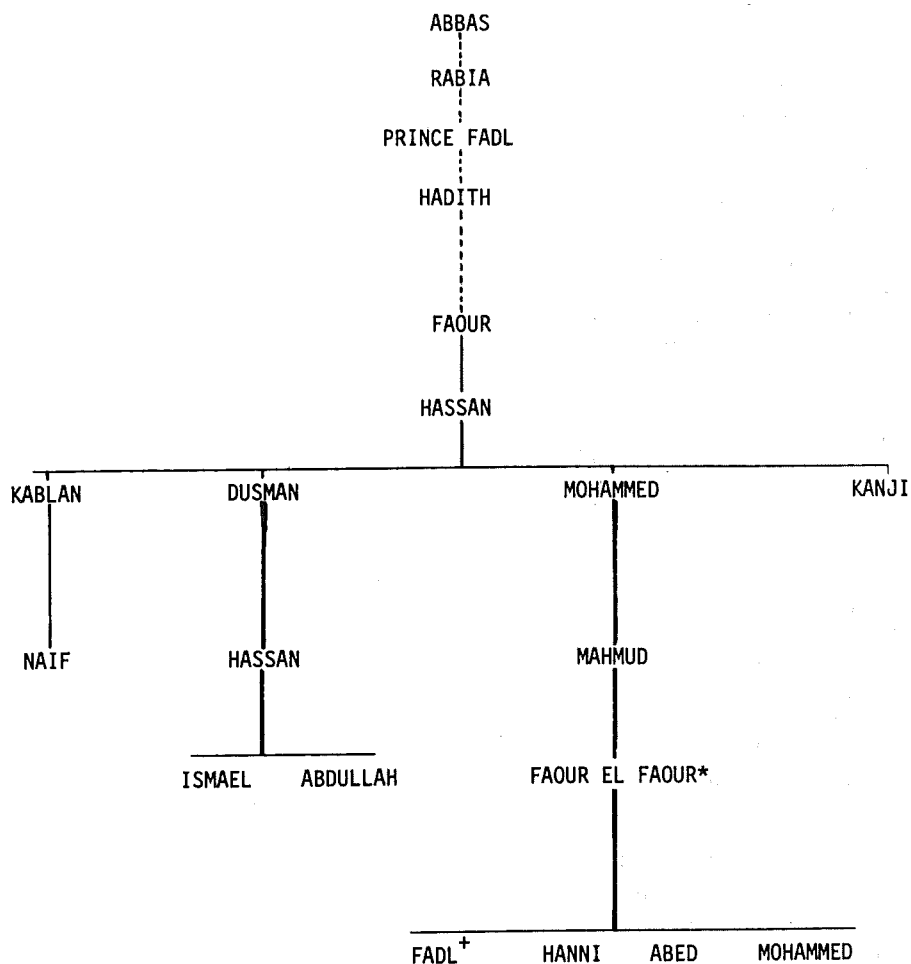 ABBAS
RABIA
PRINCE FADL
HADITH
FAOUR
HASSAN
KABLAN DUSMAN MOHAMMED KANJI
NAIF HASSAN MAHMUD
ISMAEL ABDULLAH FAOUR EL FAOUR*
FADL+ HANNI ABED MOHAMMED